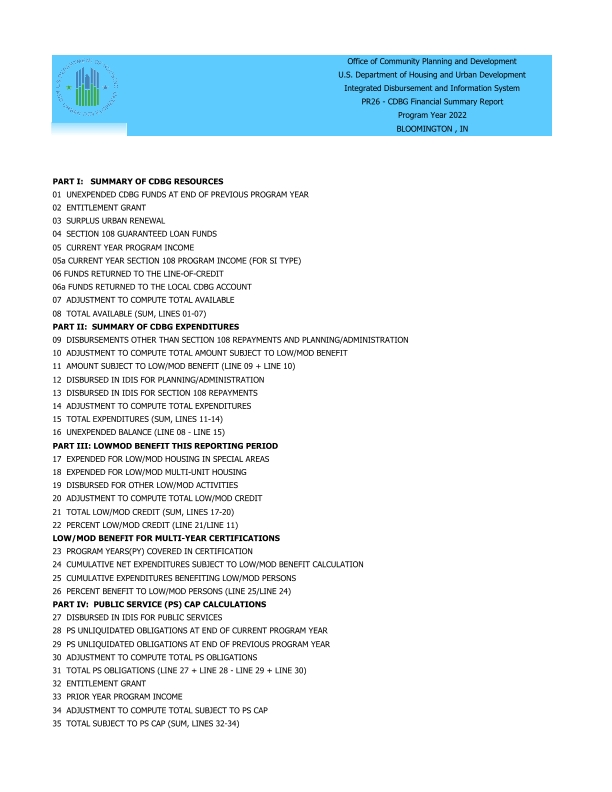 Office of Community Planning and Development
U.S. Department of Housing and Urban Development
Integrated Disbursement and Information System
PR26 - CDBG Financial Summary Report
Program Year 2022
BLOOMINGTON , IN
PART I: SUMMARY OF CDBG RESOURCES
01 UNEXPENDED CDBG FUNDS AT END OF PREVIOUS PROGRAM YEAR
02 ENTITLEMENT GRANT
03 SURPLUS URBAN RENEWAL
04 SECTION 108 GUARANTEED LOAN FUNDS
05 CURRENT YEAR PROGRAM INCOME
05a CURRENT YEAR SECTION 108 PROGRAM INCOME (FOR SI TYPE)
06 FUNDS RETURNED TO THE LINE-OF-CREDIT
06a FUNDS RETURNED TO THE LOCAL CDBG ACCOUNT
07 ADJUSTMENT TO COMPUTE TOTAL AVAILABLE
08 TOTAL AVAILABLE (SUM, LINES 01-07)
PART II: SUMMARY OF CDBG EXPENDITURES
09 DISBURSEMENTS OTHER THAN SECTION 108 REPAYMENTS AND PLANNING/ADMINISTRATION
10 ADJUSTMENT TO COMPUTE TOTAL AMOUNT SUBJECT TO LOW/MOD BENEFIT
11 AMOUNT SUBJECT TO LOW/MOD BENEFIT (LINE 09 + LINE 10)
12 DISBURSED IN IDIS FOR PLANNING/ADMINISTRATION
13 DISBURSED IN IDIS FOR SECTION 108 REPAYMENTS
14 ADJUSTMENT TO COMPUTE TOTAL EXPENDITURES
15 TOTAL EXPENDITURES (SUM, LINES 11-14)
16 UNEXPENDED BALANCE (LINE 08 - LINE 15)
PART III: LOWMOD BENEFIT THIS REPORTING PERIOD
17 EXPENDED FOR LOW/MOD HOUSING IN SPECIAL AREAS
18 EXPENDED FOR LOW/MOD MULTI-UNIT HOUSING
19 DISBURSED FOR OTHER LOW/MOD ACTIVITIES
20 ADJUSTMENT TO COMPUTE TOTAL LOW/MOD CREDIT
21 TOTAL LOW/MOD CREDIT (SUM, LINES 17-20)
22 PERCENT LOW/MOD CREDIT (LINE 21/LINE 11)
LOW/MOD BENEFIT FOR MULTI-YEAR CERTIFICATIONS
23 PROGRAM YEARS(PY) COVERED IN CERTIFICATION
24 CUMULATIVE NET EXPENDITURES SUBJECT TO LOW/MOD BENEFIT CALCULATION
25 CUMULATIVE EXPENDITURES BENEFITING LOW/MOD PERSONS
26 PERCENT BENEFIT TO LOW/MOD PERSONS (LINE 25/LINE 24)
PART IV: PUBLIC SERVICE (PS) CAP CALCULATIONS
27 DISBURSED IN IDIS FOR PUBLIC SERVICES
28 PS UNLIQUIDATED OBLIGATIONS AT END OF CURRENT PROGRAM YEAR
29 PS UNLIQUIDATED OBLIGATIONS AT END OF PREVIOUS PROGRAM YEAR
30 ADJUSTMENT TO COMPUTE TOTAL PS OBLIGATIONS
31 TOTAL PS OBLIGATIONS (LINE 27 + LINE 28 - LINE 29 + LINE 30)
32 ENTITLEMENT GRANT
33 PRIOR YEAR PROGRAM INCOME
34 ADJUSTMENT TO COMPUTE TOTAL SUBJECT TO PS CAP
35 TOTAL SUBJECT TO PS CAP (SUM, LINES 32-34)